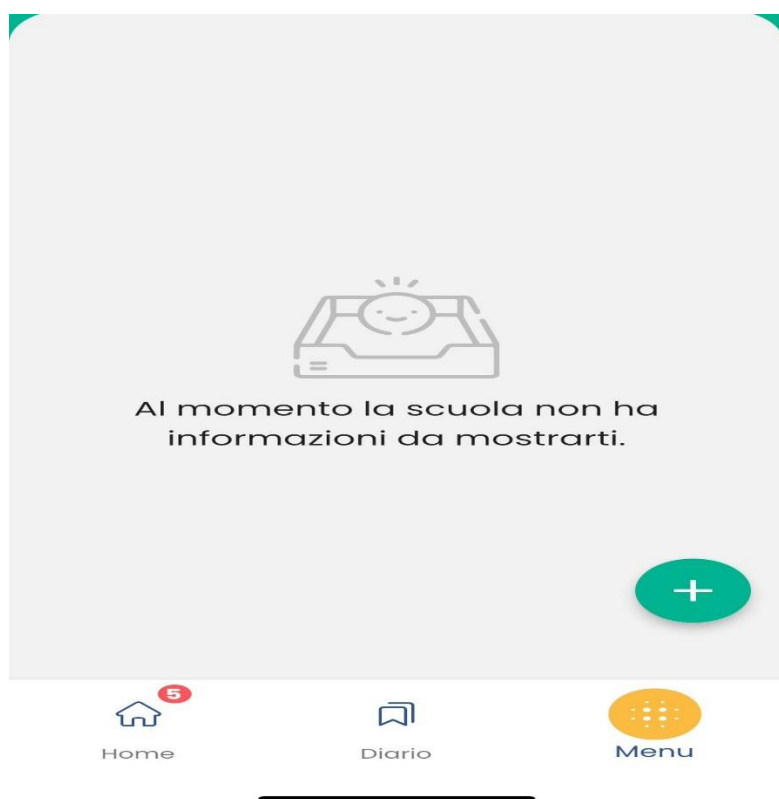 Al momento la scuola non ha
informazioni da mostrarti.
+
5
Home
Diario
Menu